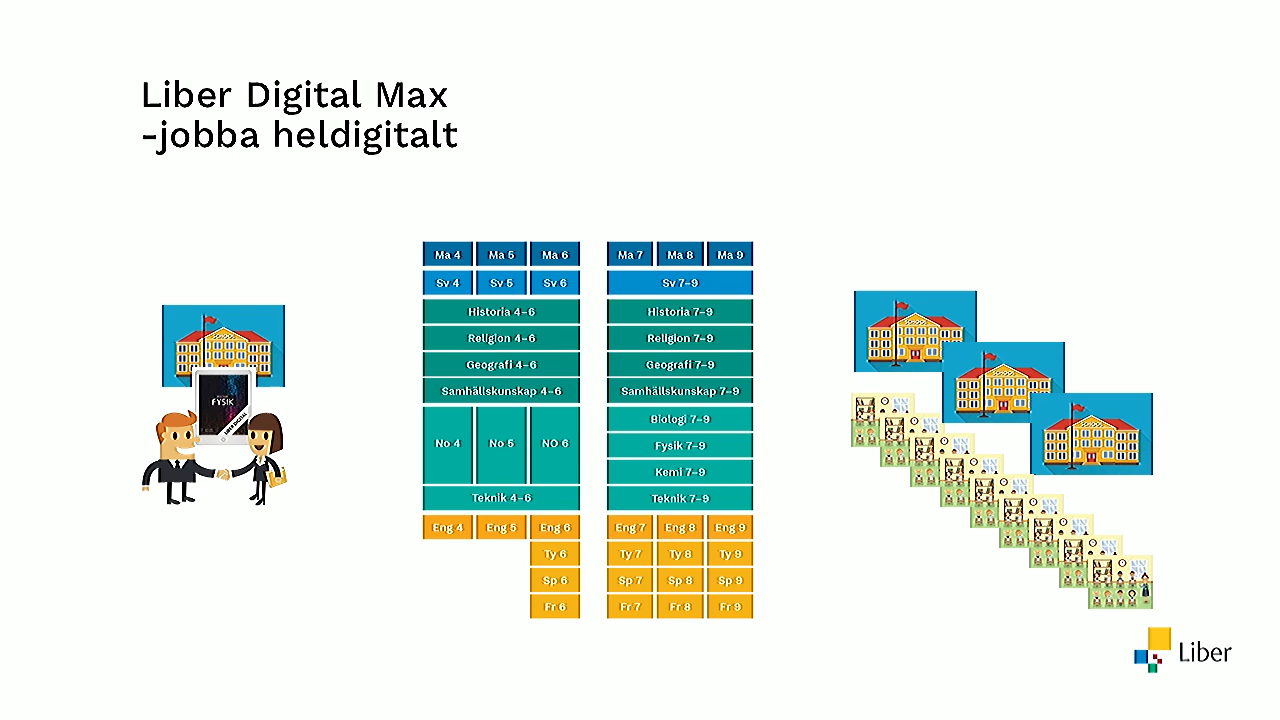 Liber Digital Max
-jobba heldigitalt
Ma 4 Ma 5 Ma 6
Sv 4 Sv 5 Sv 6
Historia 4–6
Religion 4–6
Geografi 4–6
Samhällskunskap 4–6
No 4 No 5 NO 6
Teknik 4–6
Eng 4 Eng 5 Eng 6
Ty 6
Sp 6
Fr 6
Ma 7 Ma 8 Ma 9
Sv 7–9
Historia 7–9
Religion 7–9
Geografi 7–9
Samhällskunskap 7–9
Biologi 7–9
Fysik 7–9
Kemi 7–9
Teknik 7–9
Eng 7 Eng 8 Eng 9
Ty 7 Ty 8 Ty 9
Sp 7 Sp 8 Sp 9
Fr 7 Fr 8 Fr 9
FYSIK
LIBER DIGITAL
Liber